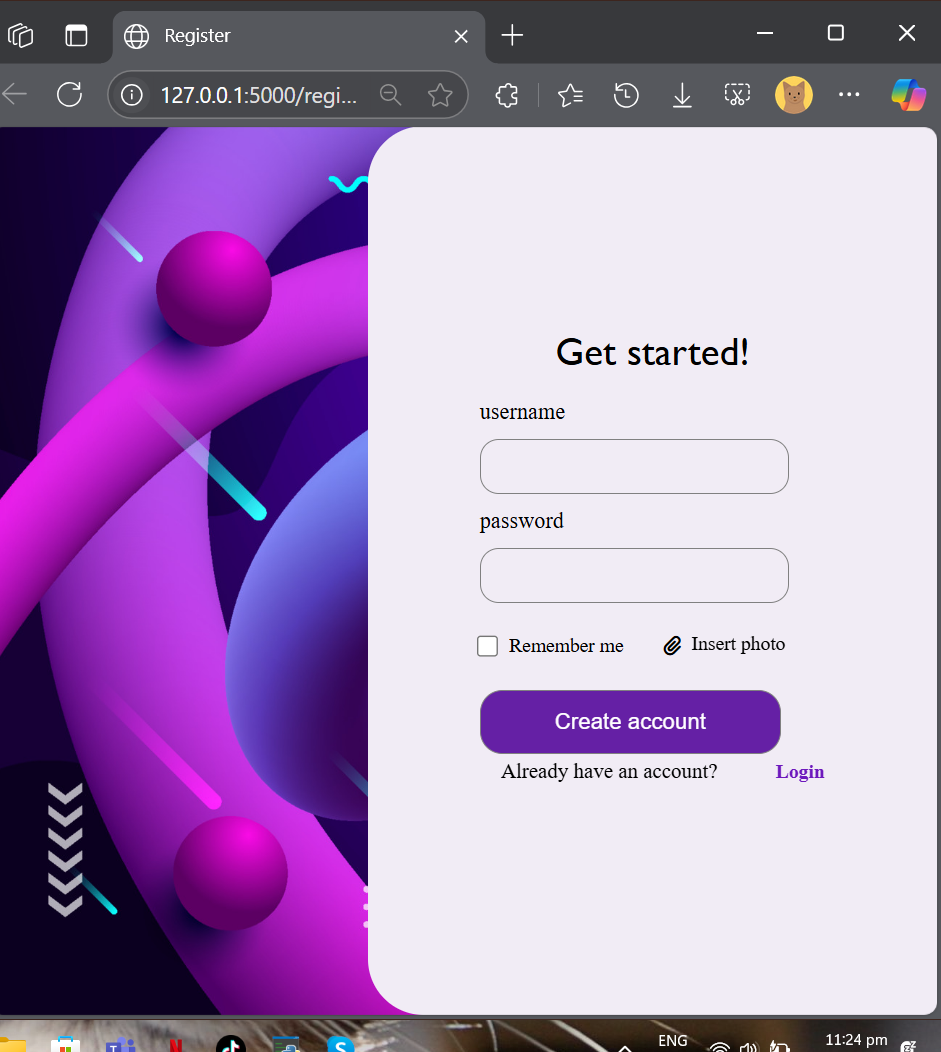 Register
127.0.0.1:5000/regi...
Get started!
username
password
Remember me
Insert photo
Create account
Already have an account?
Login
ENG
11:24 pm